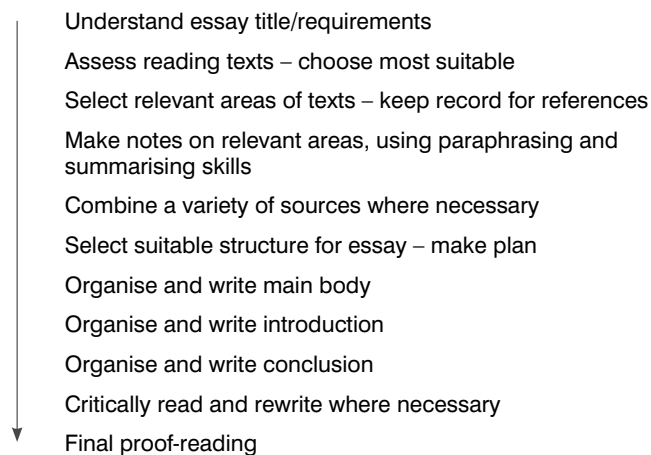 Understand essay title/requirements
Assess reading texts – choose most suitable
Select relevant areas of texts – keep record for references
Make notes on relevant areas, using paraphrasing and
summarising skills
Combine a variety of sources where necessary
Select suitable structure for essay – make plan
Organise and write main body
Organise and write introduction
Organise and write conclusion
Critically read and rewrite where necessary
Final proof-reading